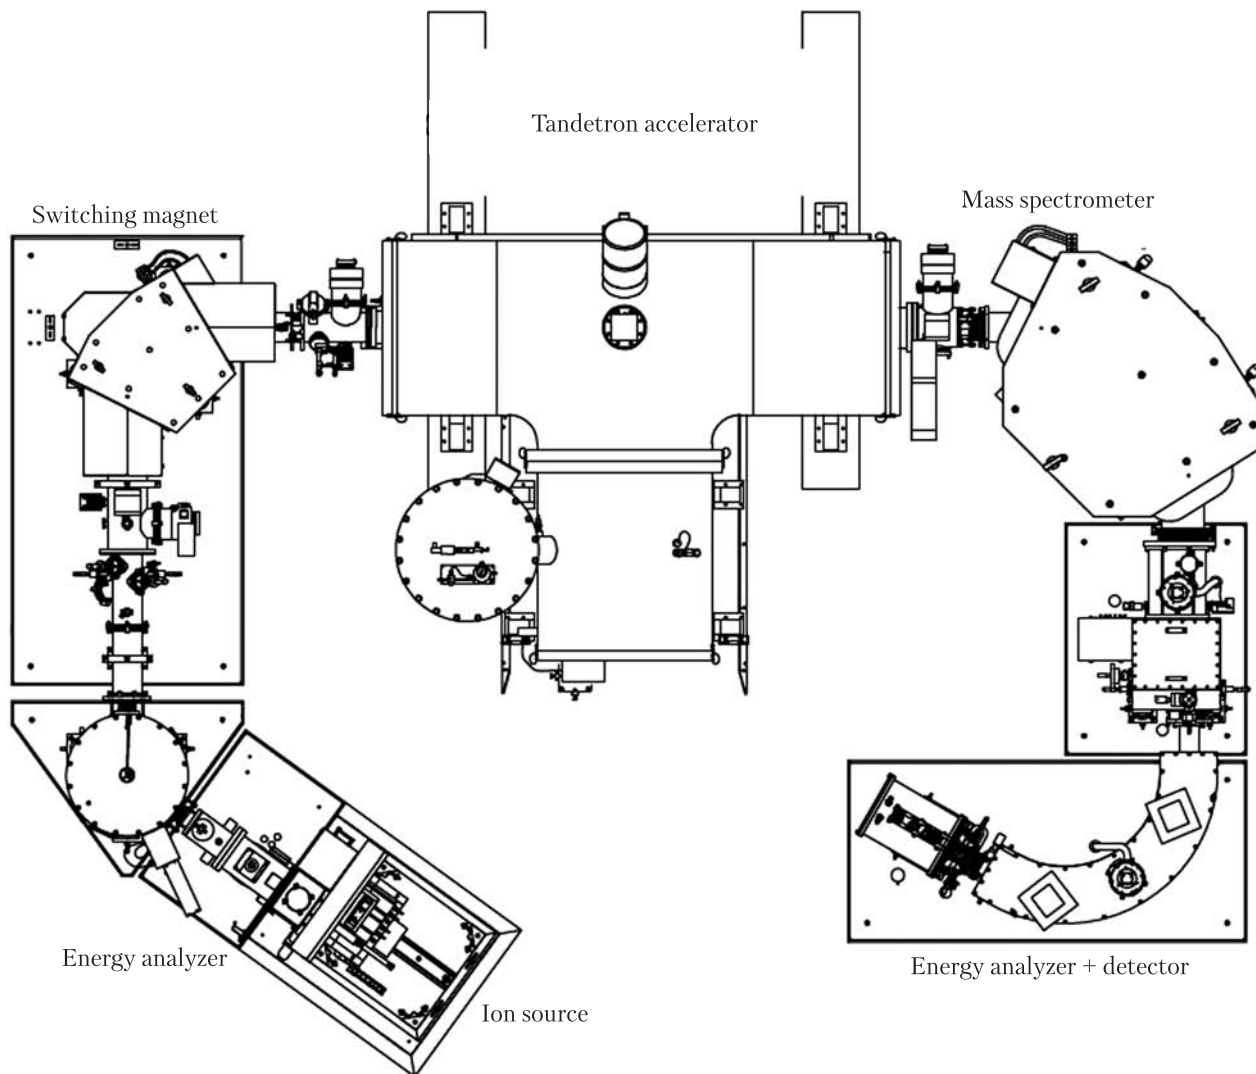 Tandetron accelerator
Switching magnet
Mass spectrometer
Energy analyzer
Energy analyzer + detector
Ion source